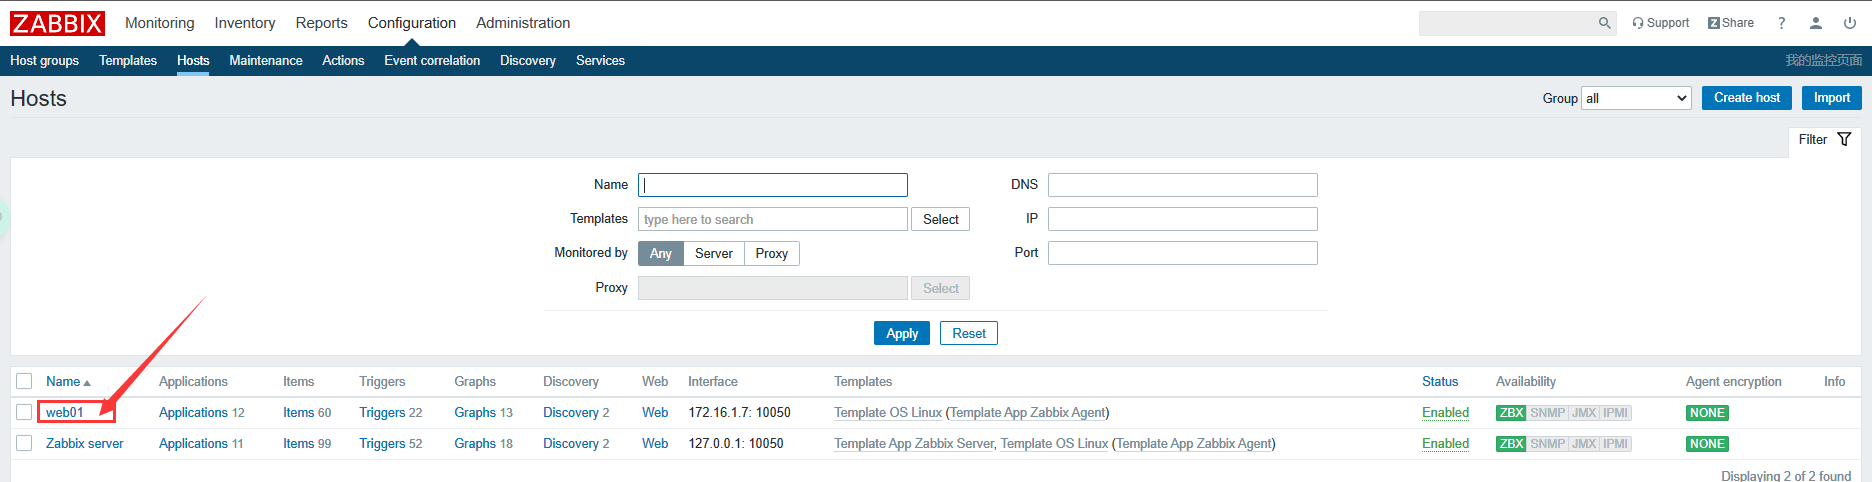 ZABBIX Monitoring Inventory Reports Configuration Administration Support Z Share ?
Host groups Templates Hosts Maintenance Actions Event correlation Discovery Services 我的监控页面
Hosts Group all Create host Import
Filter
Name DNS
Templates type here to search Select IP
Monitored by Any Server Proxy Port
Proxy Select
Apply Reset
Name Applications Items Triggers Graphs Discovery Web Interface Templates Status Availability Agent encryption Info
web01 Applications 12 Items 60 Triggers 22 Graphs 13 Discovery 2 Web 172.16.1.7: 10050 Template OS Linux (Template App Zabbix Agent) Enabled ZBX SNMP JMX IPMI NONE
Zabbix server Applications 11 Items 99 Triggers 52 Graphs 18 Discovery 2 Web 127.0.0.1: 10050 Template App Zabbix Server, Template OS Linux (Template App Zabbix Agent) Enabled ZBX SNMP JMX IPMI NONE
Displaying 2 of 2 found